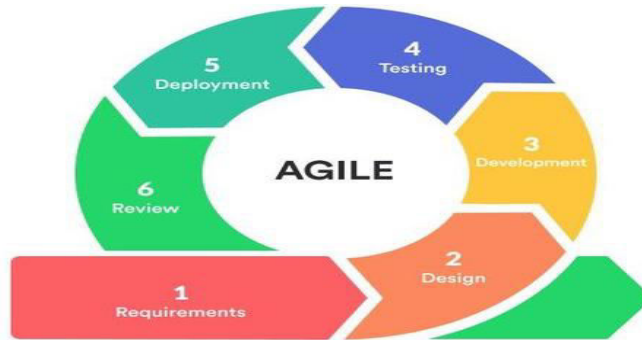 5
Deployment
4
Testing
3
Development
AGILE
6
Review
2
Design
1
Requirements